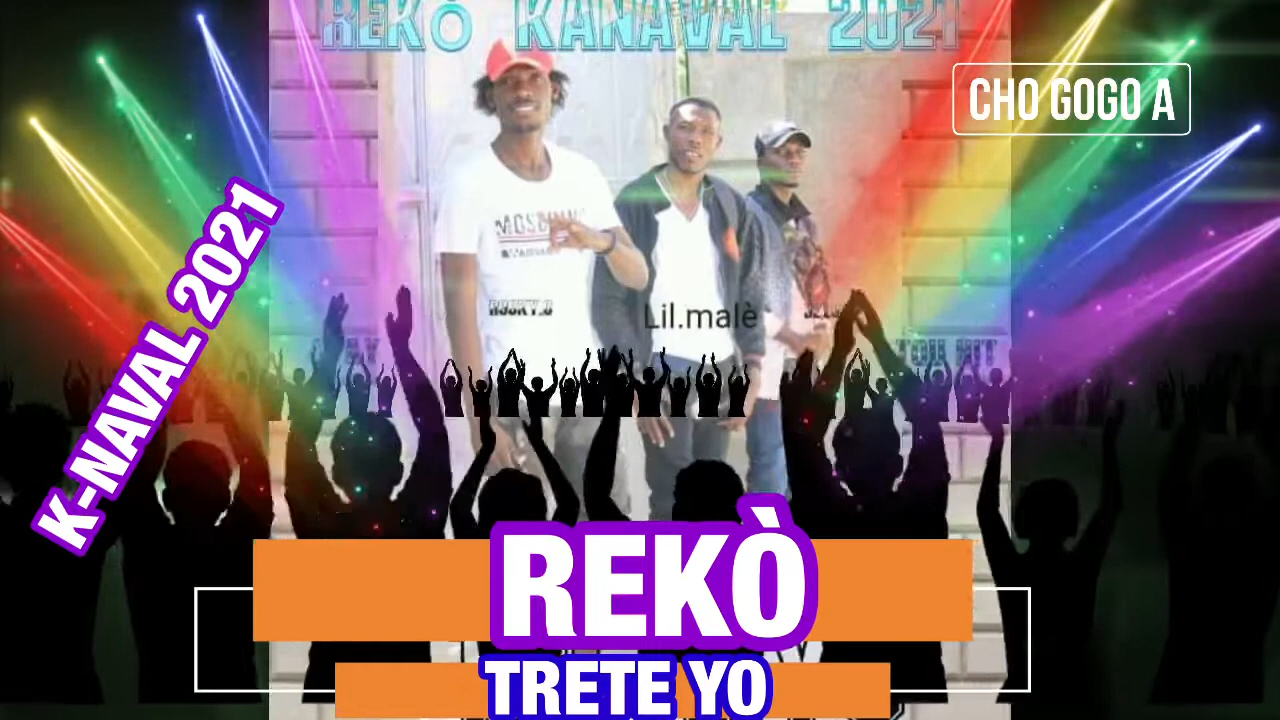 REKÒ KANAVAL 2021
CHO GOGO A
K-NAVAL 2021
Lil.malè
REKÒ
TRETE YO